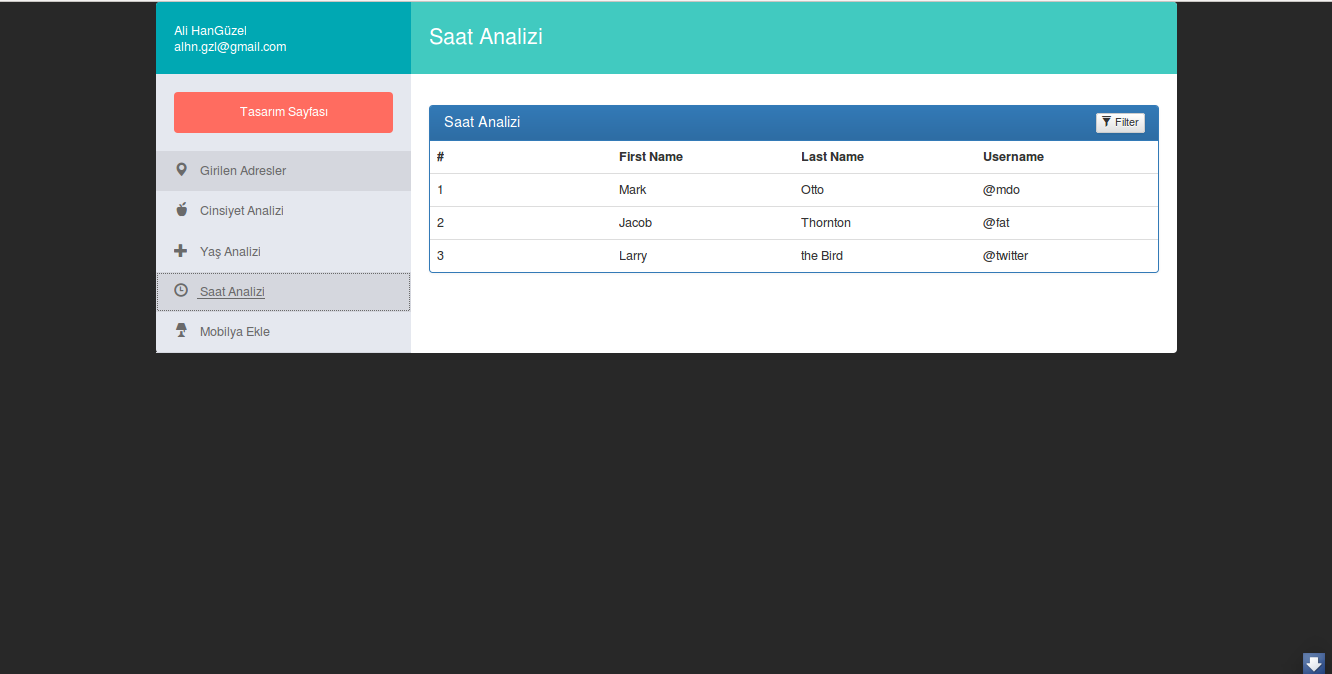 Ali HanGüzel
alhn.gzl@gmail.com
Saat Analizi
Tasarım Sayfası
Girilen Adresler
Cinsiyet Analizi
Yaş Analizi
Saat Analizi
Mobilya Ekle
Saat Analizi Filter
# First Name Last Name Username
1 Mark Otto @mdo
2 Jacob Thornton @fat
3 Larry the Bird @twitter